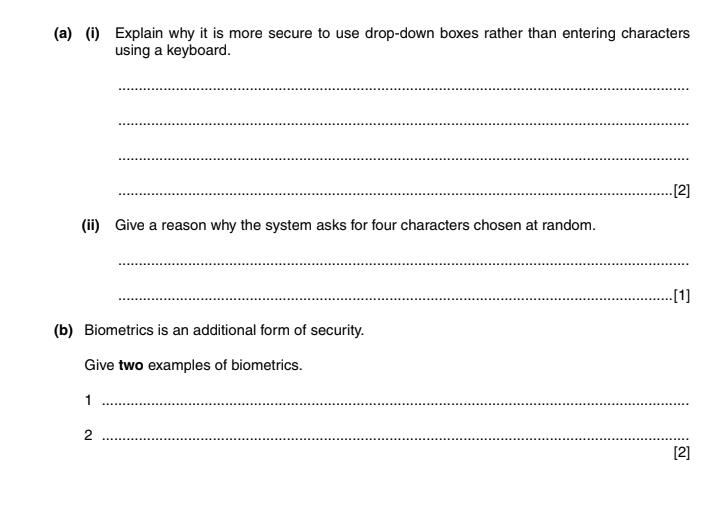 (a) (i) Explain why it is more secure to use drop-down boxes rather than entering characters
using a keyboard.
..........................................................................................................................................
..........................................................................................................................................
..........................................................................................................................................
......................................................................................................................................[2]
(ii) Give a reason why the system asks for four characters chosen at random.
..........................................................................................................................................
......................................................................................................................................[1]
(b) Biometrics is an additional form of security.
Give two examples of biometrics.
1 ..............................................................................................................................................
2 ..............................................................................................................................................
[2]